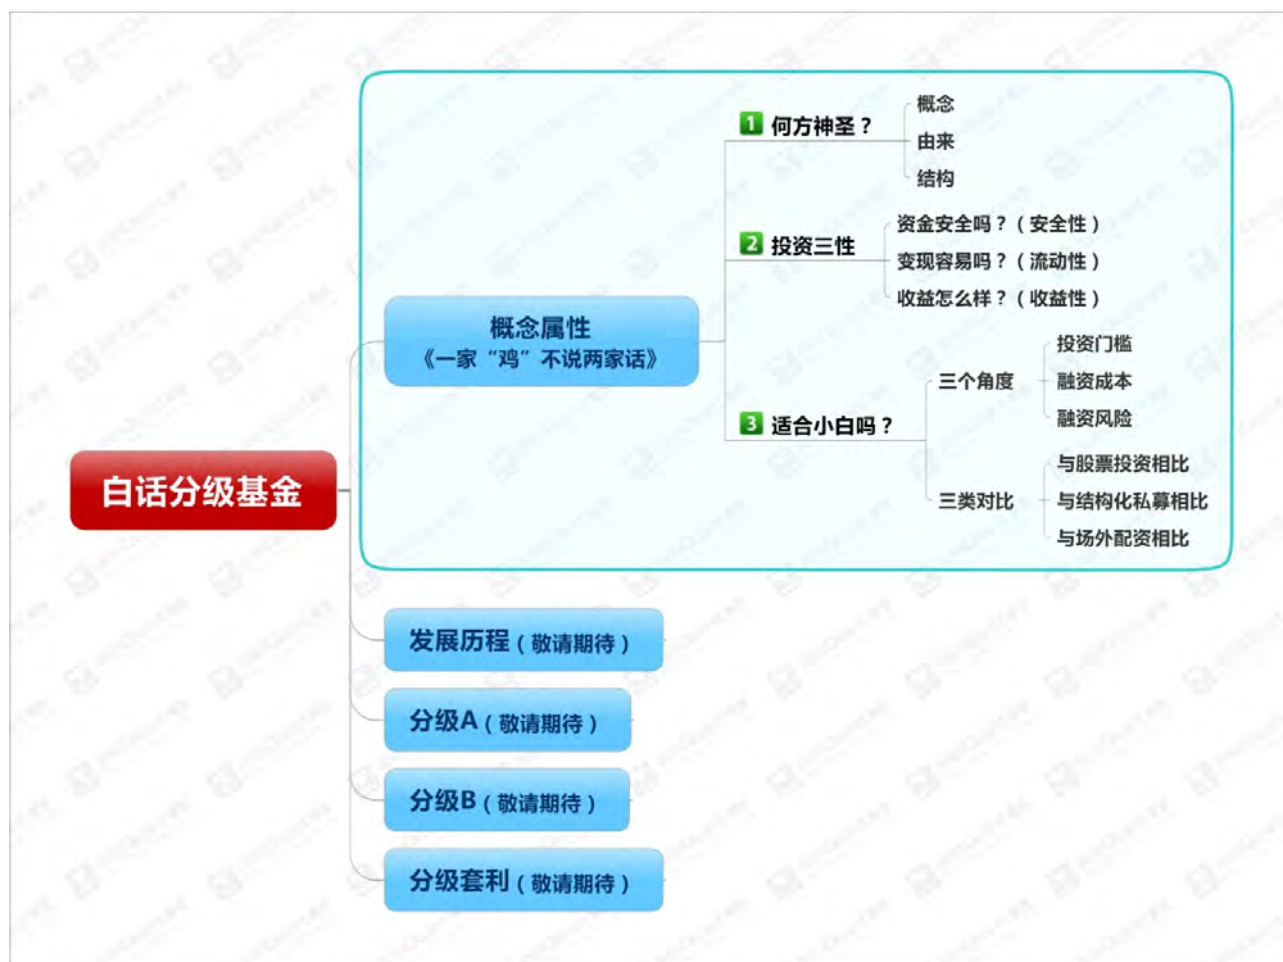 白话分级基金
概念属性
《一家“鸡”不说两家话》
1 何方神圣？
概念
由来
结构
2 投资三性
资金安全吗？（安全性）
变现容易吗？（流动性）
收益怎么样？（收益性）
3 适合小白吗？
三个角度
投资门槛
融资成本
融资风险
三类对比
与股票投资相比
与结构化私募相比
与场外配资相比
发展历程（敬请期待）
分级A（敬请期待）
分级B（敬请期待）
分级套利（敬请期待）